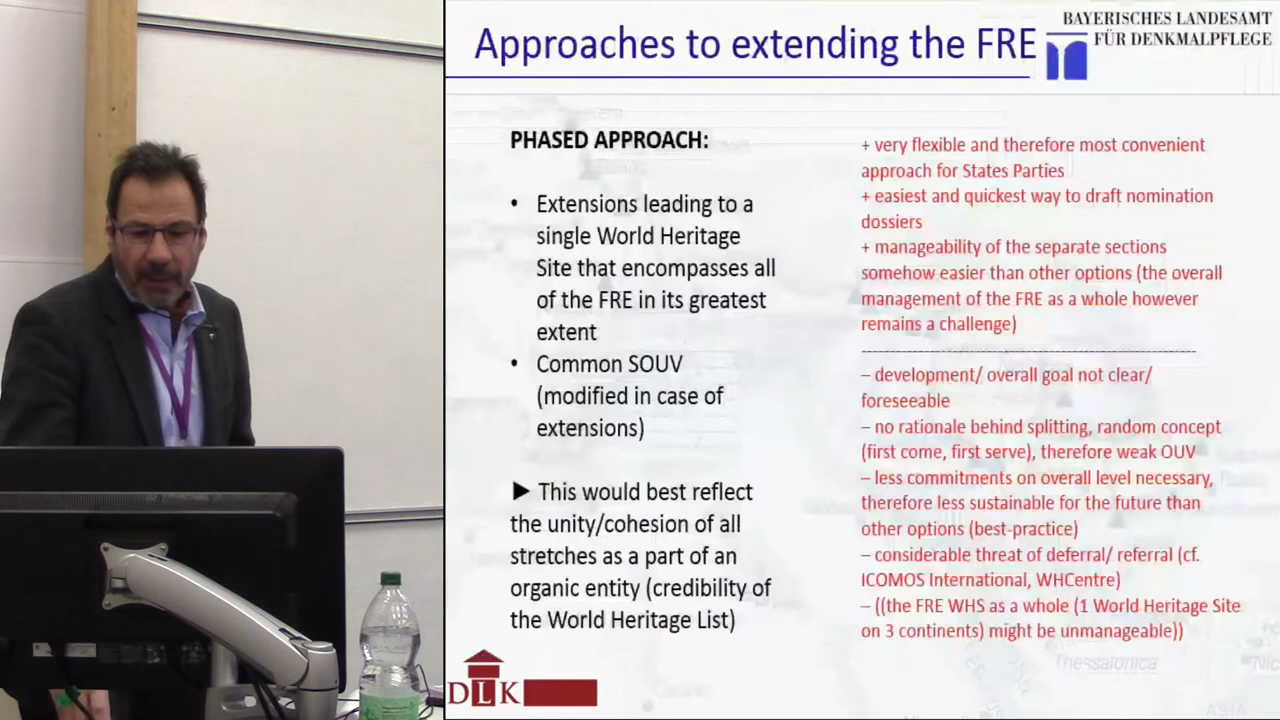 Approaches to extending the FRE
BAYERISCHES LANDESAMT
FÜR DENKMALPFLEGE
PHASED APPROACH:
• Extensions leading to a
single World Heritage
Site that encompasses all
of the FRE in its greatest
extent
• Common SOUV
(modified in case of
extensions)
► This would best reflect
the unity/cohesion of all
stretches as a part of an
organic entity (credibility of
the World Heritage List)
+ very flexible and therefore most convenient
approach for States Parties
+ easiest and quickest way to draft nomination
dossiers
+ manageability of the separate sections
somehow easier than other options (the overall
management of the FRE as a whole however
remains a challenge)
– development/ overall goal not clear/
foreseeable
– no rationale behind splitting, random concept
(first come, first serve), therefore weak OUV
– less commitments on overall level necessary,
therefore less sustainable for the future than
other options (best-practice)
– considerable threat of deferral/ referral (cf.
ICOMOS International, WHCentre)
– ((the FRE WHS as a whole (1 World Heritage Site
on 3 continents) might be unmanageable))
Thessalonica
ASIA
DLK